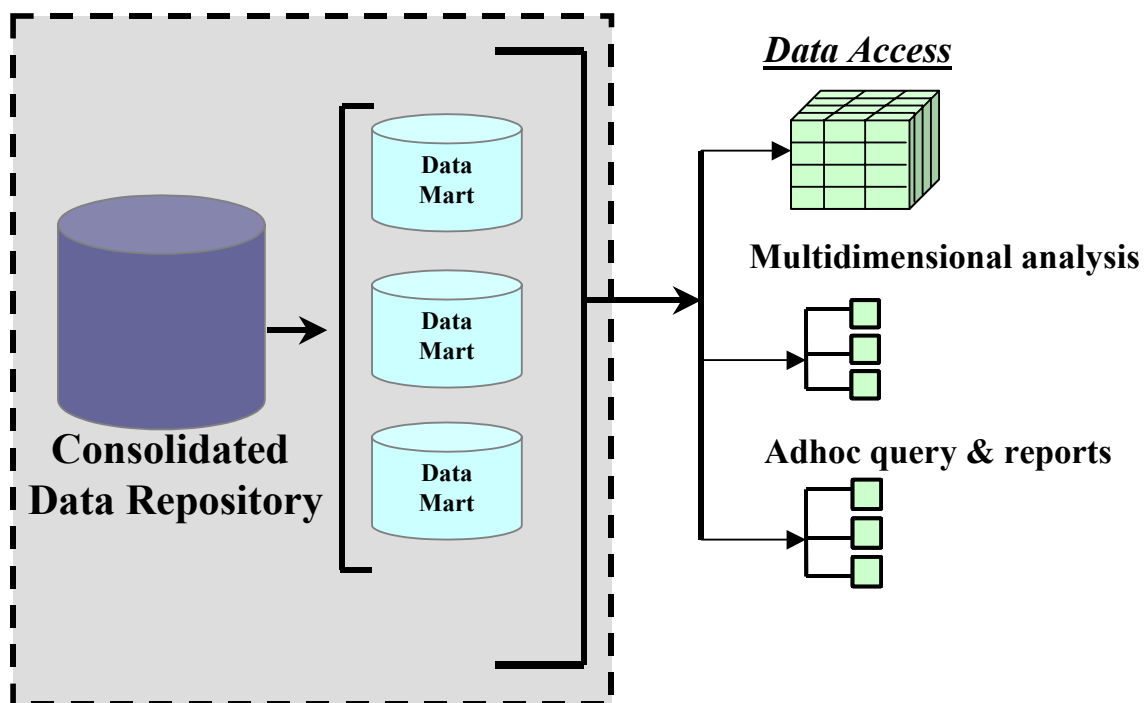 Data Access
Data
Mart
Data
Mart
Data
Mart
Consolidated
Data Repository
Multidimensional analysis
Adhoc query & reports